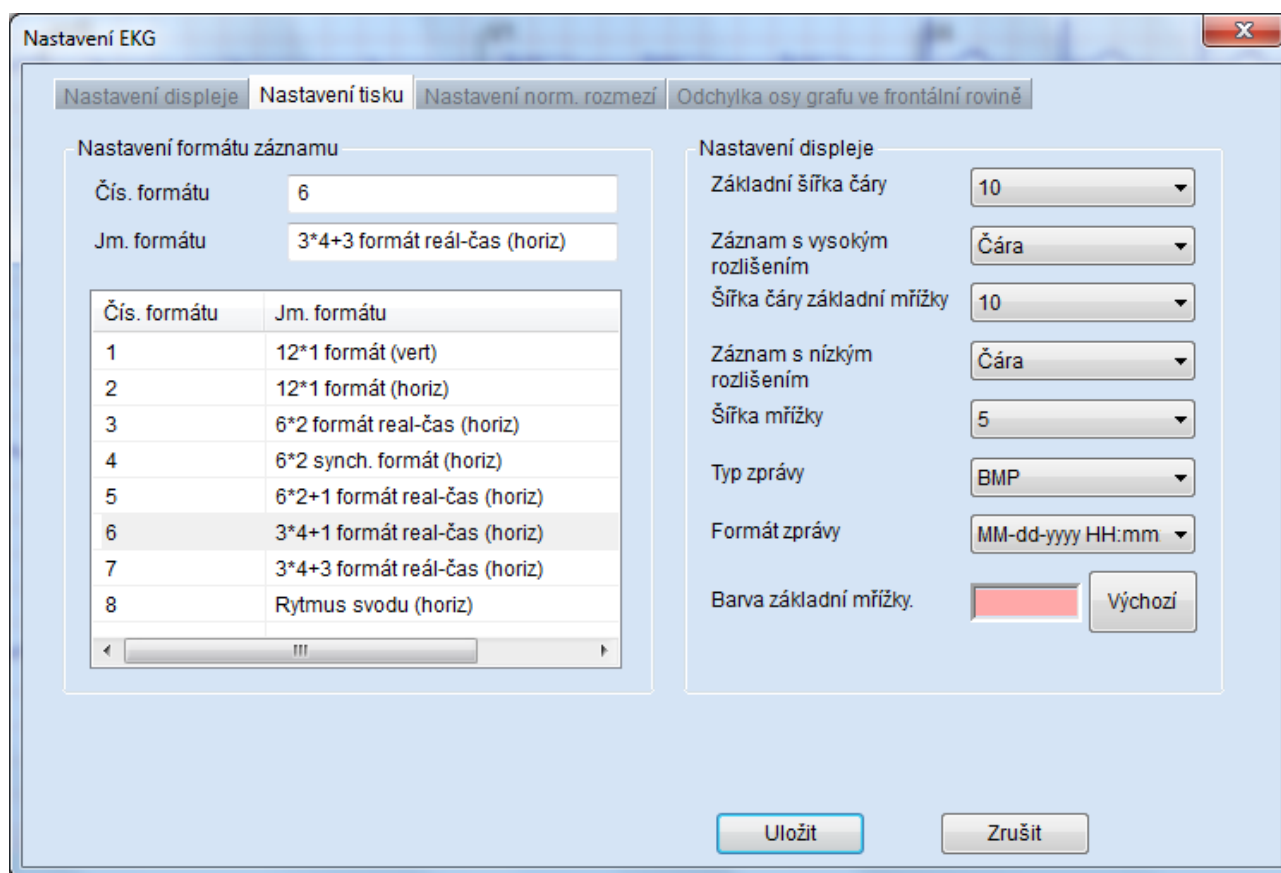 Nastavení EKG
Nastavení displeje Nastavení tisku Nastavení norm. rozmezí Odchylka osy grafu ve frontální rovině
Nastavení formátu záznamu
Čís. formátu 6
Jm. formátu 3*4+3 formát reál-čas (horiz)
Čís. formátu Jm. formátu
1 12*1 formát (vert)
2 12*1 formát (horiz)
3 6*2 formát real-čas (horiz)
4 6*2 synch. formát (horiz)
5 6*2+1 formát real-čas (horiz)
6 3*4+1 formát real-čas (horiz)
7 3*4+3 formát reál-čas (horiz)
8 Rytmus svodu (horiz)
Nastavení displeje
Základní šířka čáry 10
Záznam s vysokým
rozlišením Čára
Šířka čáry základní mřížky 10
Záznam s nízkým
rozlišením Čára
Šířka mřížky 5
Typ zprávy BMP
Formát zprávy MM-dd-yyyy HH:mm
Barva základní mřížky. Výchozí
Uložit Zrušit